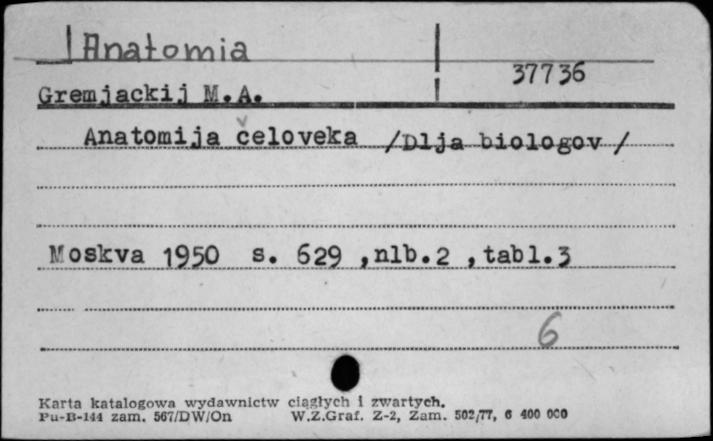 Anatomia
37736
Gremjackij M.A.
Anatomija človeka /Dlja biologov/
Moskva 1950 s. 629 ,nlb.2 ,tabl.3
6
Karta katalogowa wydawnictw ciągłych i zwartych.
Pu-B-144 zam. 567/DW/On W.Z.Graf. Z-2, Zam. 502/77, 6 400 000